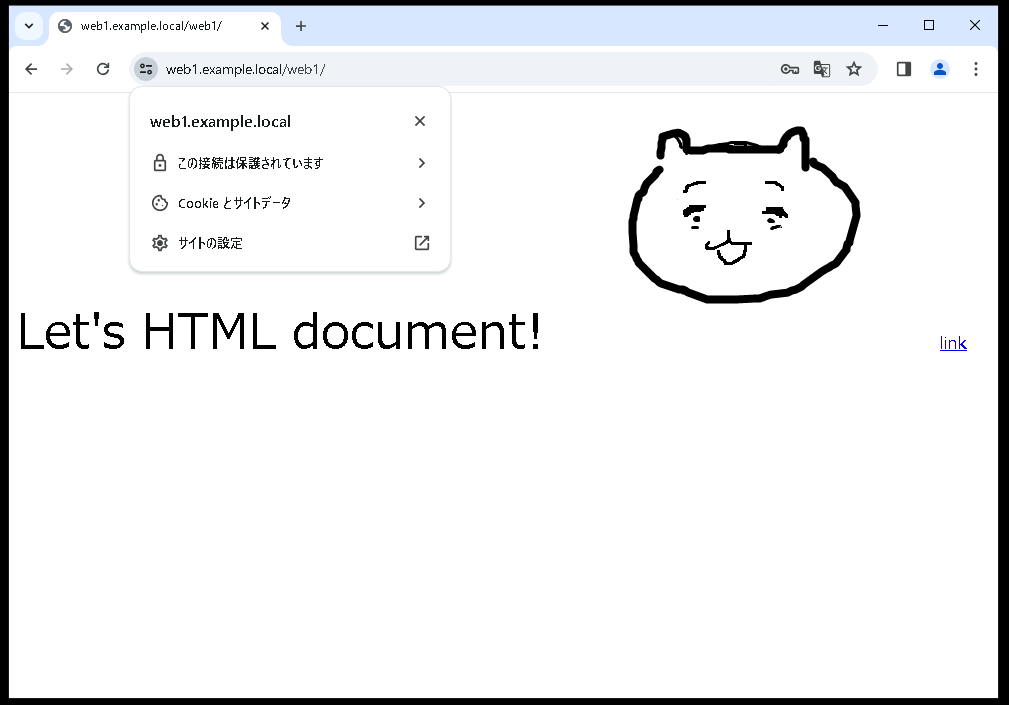 web1.example.local/web1/
web1.example.local/web1/
web1.example.local
この接続は保護されています
Cookie とサイトデータ
サイトの設定
Let's HTML document!
link